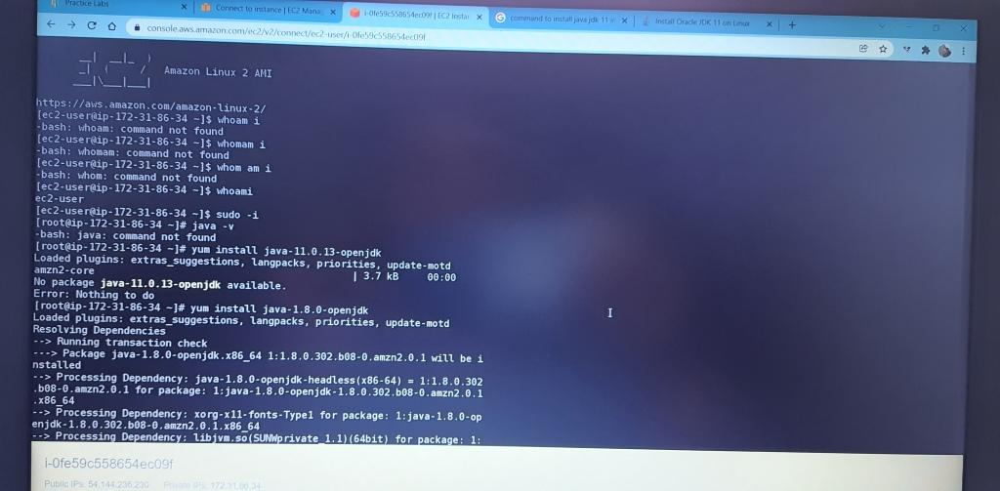 Practice Labs
Connect to instance | EC2 Mana
i-0fe59c558654ec09f | EC2 Instan
command to install java jdk 11 in
Install Oracle JDK 11 on Linux
console.aws.amazon.com/ec2/v2/connect/ec2-user/i-0fe59c558654ec09f
__|  __|_  )
_|  (     /
___|\___|___|
Amazon Linux 2 AMI
https://aws.amazon.com/amazon-linux-2/
[ec2-user@ip-172-31-86-34 ~]$ whoam i
-bash: whoam: command not found
[ec2-user@ip-172-31-86-34 ~]$ whomam i
-bash: whomam: command not found
[ec2-user@ip-172-31-86-34 ~]$ whom am i
-bash: whom: command not found
[ec2-user@ip-172-31-86-34 ~]$ whoami
ec2-user
[ec2-user@ip-172-31-86-34 ~]$ sudo -i
[root@ip-172-31-86-34 ~]# java -v
-bash: java: command not found
[root@ip-172-31-86-34 ~]# yum install java-11.0.13-openjdk
Loaded plugins: extras_suggestions, langpacks, priorities, update-motd
amzn2-core | 3.7 kB 00:00
No package java-11.0.13-openjdk available.
Error: Nothing to do
[root@ip-172-31-86-34 ~]# yum install java-1.8.0-openjdk
Loaded plugins: extras_suggestions, langpacks, priorities, update-motd
Resolving Dependencies
--> Running transaction check
---> Package java-1.8.0-openjdk.x86_64 1:1.8.0.302.b08-0.amzn2.0.1 will be i
nstalled
--> Processing Dependency: java-1.8.0-openjdk-headless(x86-64) = 1:1.8.0.302
.b08-0.amzn2.0.1 for package: 1:java-1.8.0-openjdk-1.8.0.302.b08-0.amzn2.0.1
.x86_64
--> Processing Dependency: xorg-x11-fonts-Type1 for package: 1:java-1.8.0-op
enjdk-1.8.0.302.b08-0.amzn2.0.1.x86_64
--> Processing Dependency: libjvm.so(SUNWprivate_1.1)(64bit) for package: 1:
i-0fe59c558654ec09f
Public IPs: 54.144.236.230 Private IPs: 172.31.86.34